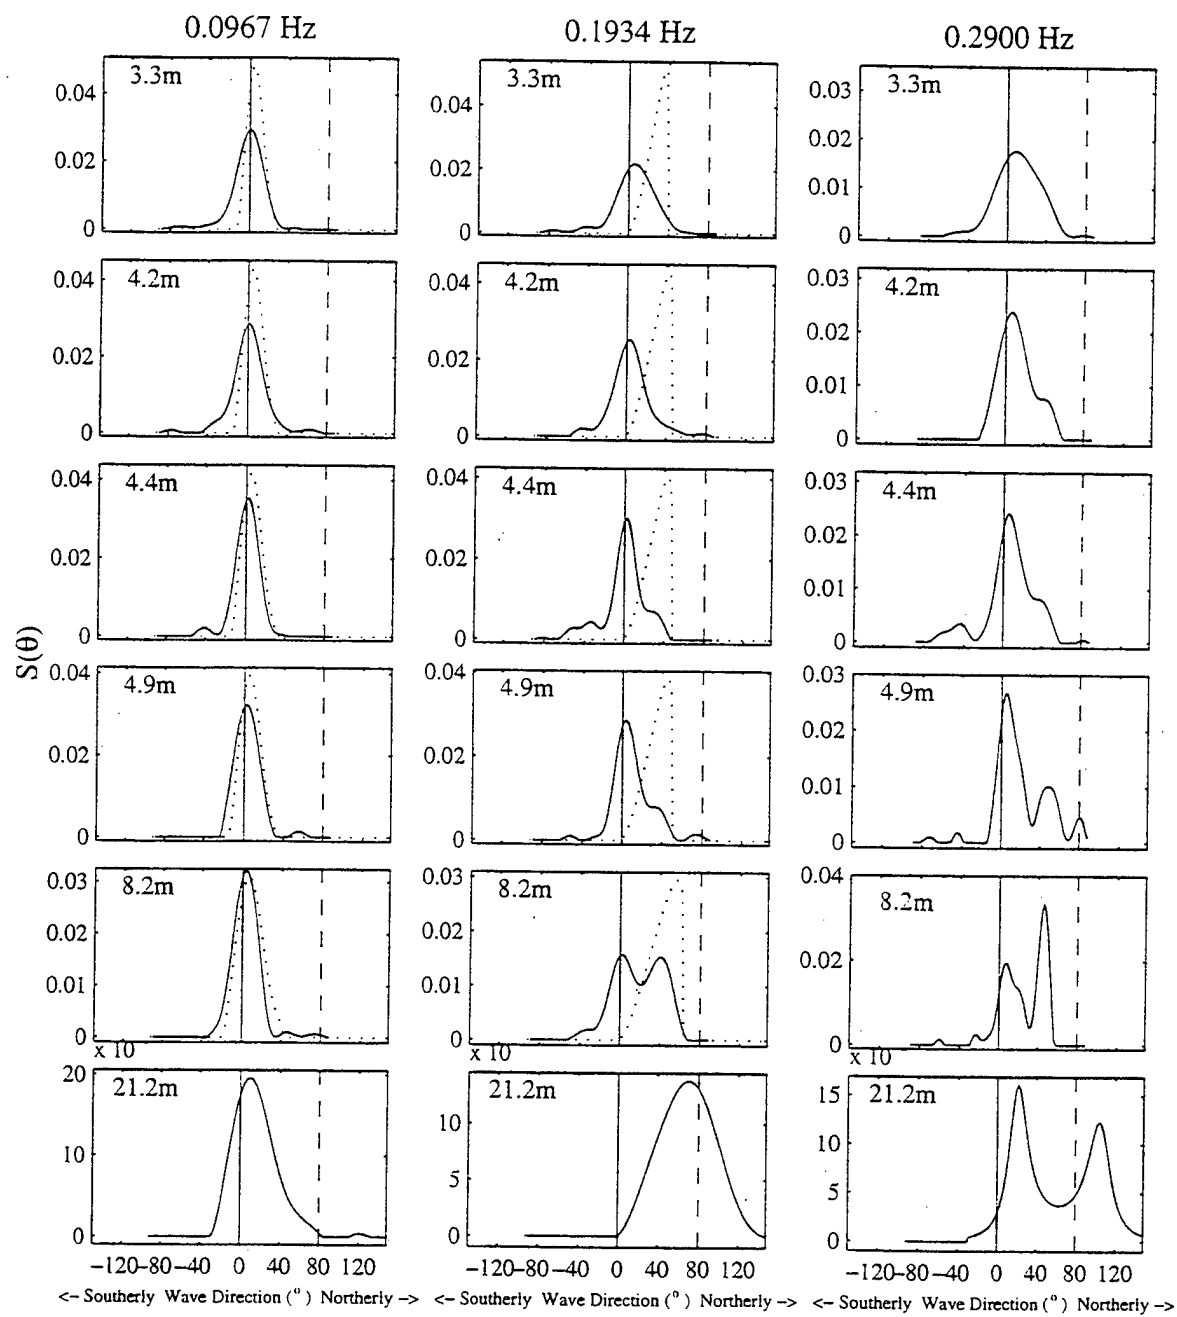 0.0967 Hz 0.1934 Hz 0.2900 Hz
3.3m 3.3m 3.3m
0.04 0.04 0.03
0.02
0.02 0.02 0.01
0 0 0
4.2m 4.2m 4.2m
0.04 0.04 0.03
0.02 0.02 0.02
0.01
0 0 0
4.4m 4.4m 4.4m
0.04 0.04 0.03
0.02 0.02 0.02
0.01
0 0 0
S(θ)
4.9m 4.9m 4.9m
0.04 0.04 0.03
0.02 0.02 0.02
0.01
0 0 0
8.2m 8.2m 8.2m
0.03 0.03 0.04
0.02 0.02 0.02
0.01 0.01
0 0 0
x 10 x 10 x 10
21.2m 21.2m 21.2m
20 10 15
10 5 10
5
0 0 0
−120−80 −40 0 40 80 120 −120−80 −40 0 40 80 120 −120−80 −40 0 40 80 120
<− Southerly Wave Direction (°) Northerly −> <− Southerly Wave Direction (°) Northerly −> <− Southerly Wave Direction (°) Northerly −>